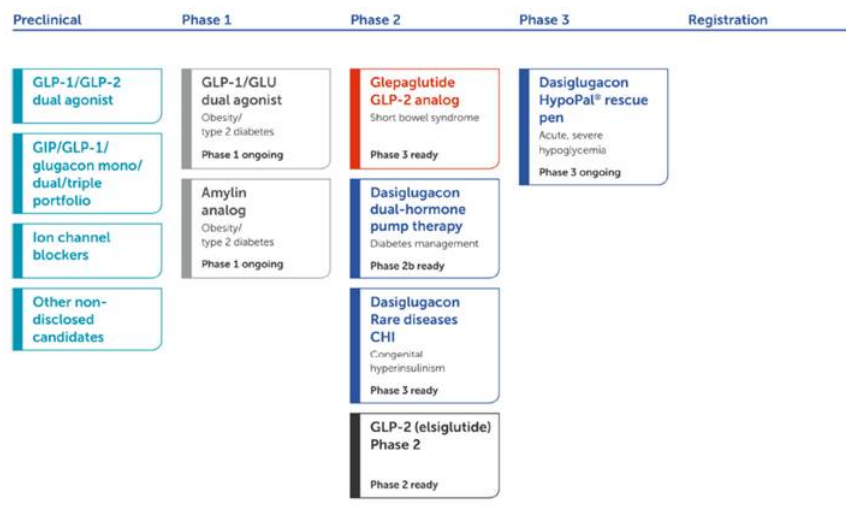 Preclinical
Phase 1
Phase 2
Phase 3
Registration
GLP-1/GLP-2
dual agonist
GIP/GLP-1/
glugacon mono/
dual/triple
portfolio
Ion channel
blockers
Other non-
disclosed
candidates
GLP-1/GLU
dual agonist
Obesity/
type 2 diabetes
Phase 1 ongoing
Amylin
analog
Obesity/
type 2 diabetes
Phase 1 ongoing
Glepaglutide
GLP-2 analog
Short bowel syndrome
Phase 3 ready
Dasiglugacon
dual-hormone
pump therapy
Diabetes management
Phase 2b ready
Dasiglugacon
Rare diseases
CHI
Congenital
hyperinsulinism
Phase 3 ready
GLP-2 (elsiglutide)
Phase 2
Phase 2 ready
Dasiglugacon
HypoPal® rescue
pen
Acute, severe
hypoglycemia
Phase 3 ongoing